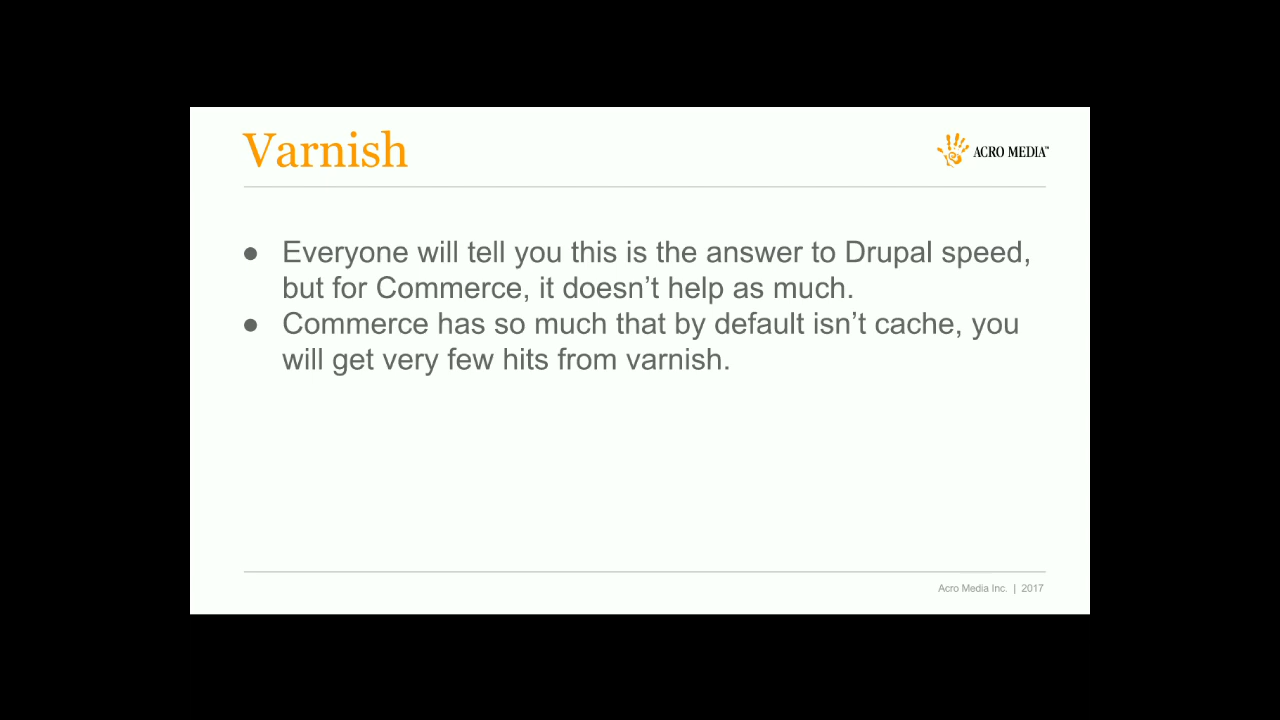 Varnish
ACRO MEDIA™
● Everyone will tell you this is the answer to Drupal speed,
but for Commerce, it doesn’t help as much.
● Commerce has so much that by default isn’t cache, you
will get very few hits from varnish.
Acro Media Inc. | 2017